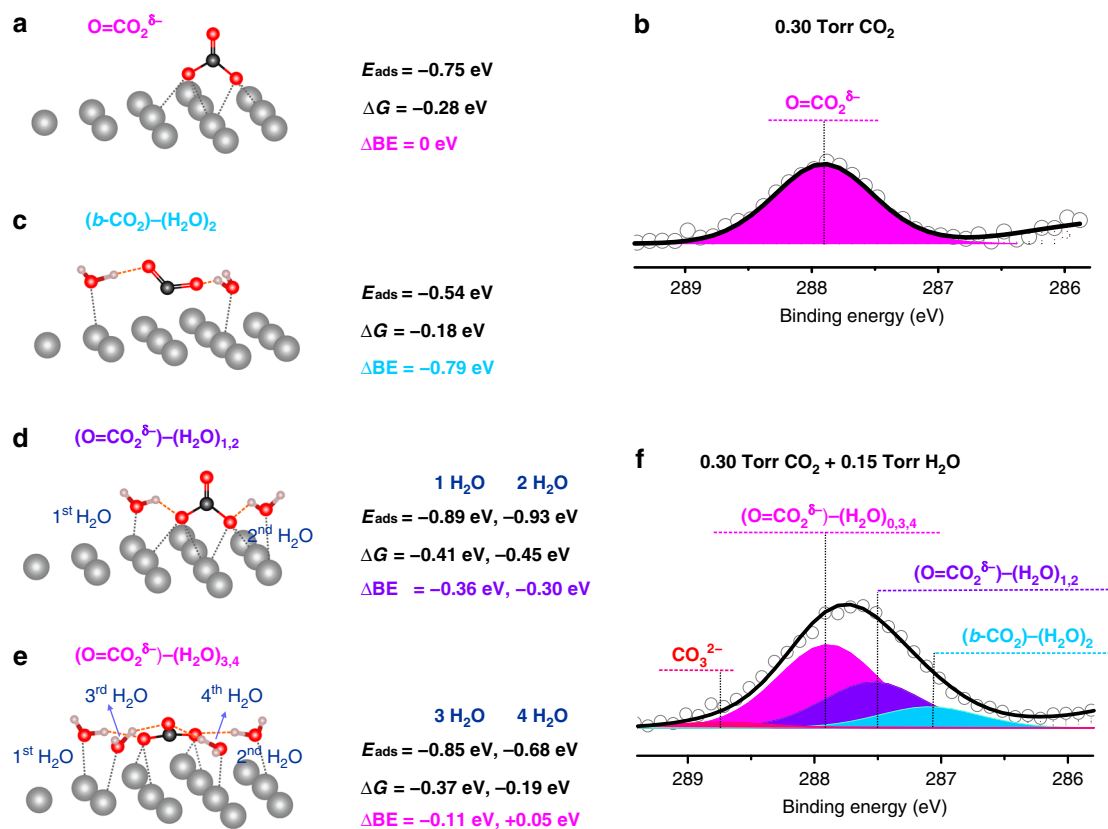 a
O=CO₂^δ−
Eads = −0.75 eV
ΔG = −0.28 eV
ΔBE = 0 eV
b
0.30 Torr CO₂
O=CO₂^δ−
289 288 287 286
Binding energy (eV)
c
(b-CO₂)–(H₂O)₂
Eads = −0.54 eV
ΔG = −0.18 eV
ΔBE = −0.79 eV
d
(O=CO₂^δ−)–(H₂O)₁,₂
1st H₂O
2nd H₂O
1 H₂O 2 H₂O
Eads = −0.89 eV, −0.93 eV
ΔG = −0.41 eV, −0.45 eV
ΔBE = −0.36 eV, −0.30 eV
e
(O=CO₂^δ−)–(H₂O)₃,₄
3rd H₂O
4th H₂O
1st H₂O
2nd H₂O
3 H₂O 4 H₂O
Eads = −0.85 eV, −0.68 eV
ΔG = −0.37 eV, −0.19 eV
ΔBE = −0.11 eV, +0.05 eV
f
0.30 Torr CO₂ + 0.15 Torr H₂O
(O=CO₂^δ−)–(H₂O)₀,₃,₄
(O=CO₂^δ−)–(H₂O)₁,₂
(b-CO₂)–(H₂O)₂
CO₃²⁻
289 288 287 286
Binding energy (eV)